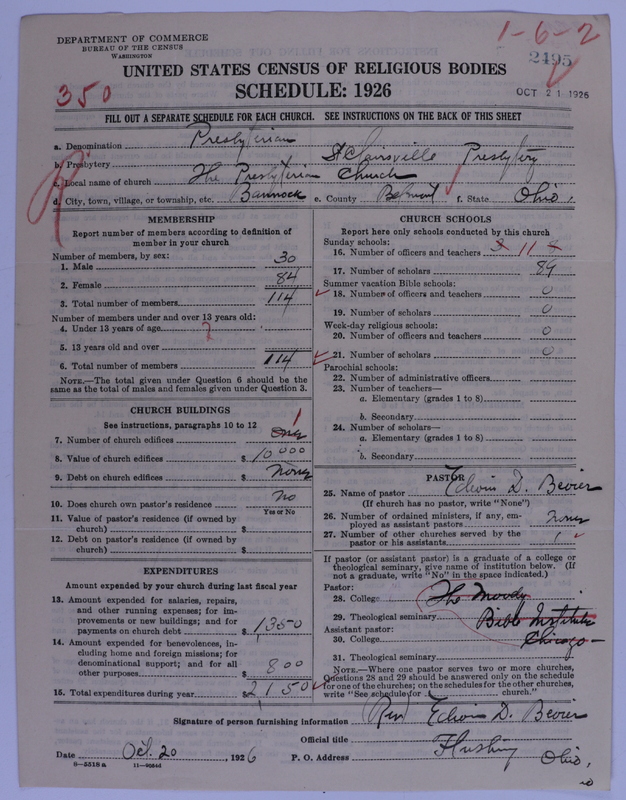 DEPARTMENT OF COMMERCE
BUREAU OF THE CENSUS
WASHINGTON
1-6-2
2495
UNITED STATES CENSUS OF RELIGIOUS BODIES
350
SCHEDULE: 1926
OCT 21 1926
FILL OUT A SEPARATE SCHEDULE FOR EACH CHURCH. SEE INSTRUCTIONS ON THE BACK OF THIS SHEET
a. Denomination Presbyterian
b. Presbytery St Clairsville Presbytery
c. Local name of church The Presbyterian Church
d. City, town, village, or township, etc. Bannock e. County Belmont f. State Ohio.
MEMBERSHIP
Report number of members according to definition of
member in your church
Number of members, by sex:
1. Male 30
2. Female 84
3. Total number of members 114
Number of members under and over 13 years old:
4. Under 13 years of age ?
5. 13 years old and over
6. Total number of members 114
NOTE.—The total given under Question 6 should be the
same as the total of males and females given under Question 3.
CHURCH BUILDINGS
See instructions, paragraphs 10 to 12
7. Number of church edifices one 1
8. Value of church edifices $ 10000
9. Debt on church edifices $ none
10. Does church own pastor's residence no
Yes or No
11. Value of pastor's residence (if owned by
church) $
12. Debt on pastor's residence (if owned by
church) $
EXPENDITURES
Amount expended by your church during last fiscal year
13. Amount expended for salaries, repairs,
and other running expenses; for im-
provements or new buildings; and for
payments on church debt $ 1350
14. Amount expended for benevolences, in-
cluding home and foreign missions; for
denominational support; and for all
other purposes $ 800
15. Total expenditures during year $ 2150
CHURCH SCHOOLS
Report here only schools conducted by this church
Sunday schools:
16. Number of officers and teachers 11
17. Number of scholars 89
Summer vacation Bible schools:
18. Number of officers and teachers 0
19. Number of scholars 0
Week-day religious schools:
20. Number of officers and teachers 0
21. Number of scholars 0
Parochial schools:
22. Number of administrative officers
23. Number of teachers—
a. Elementary (grades 1 to 8)
b. Secondary
24. Number of scholars—
a. Elementary (grades 1 to 8)
b. Secondary
PASTOR
25. Name of pastor Edwin D. Bevier
(If church has no pastor, write "None")
26. Number of ordained ministers, if any, em-
ployed as assistant pastors none
27. Number of other churches served by the
pastor or his assistants 1
If pastor (or assistant pastor) is a graduate of a college or
theological seminary, give name of institution below. (If
not a graduate, write "No" in the space indicated.)
Pastor:
28. College The Moody
29. Theological seminary Bible Institute
Assistant pastor:
30. College Chicago
31. Theological seminary
NOTE.—Where one pastor serves two or more churches,
Questions 28 and 29 should be answered only on the schedule
for one of the churches; on the schedules for the other churches,
write "See schedule for church."
Signature of person furnishing information Rev Edwin D. Bevier
Official title
Date Oct. 20, 1926 P. O. Address Flushing Ohio.
8—5518 a